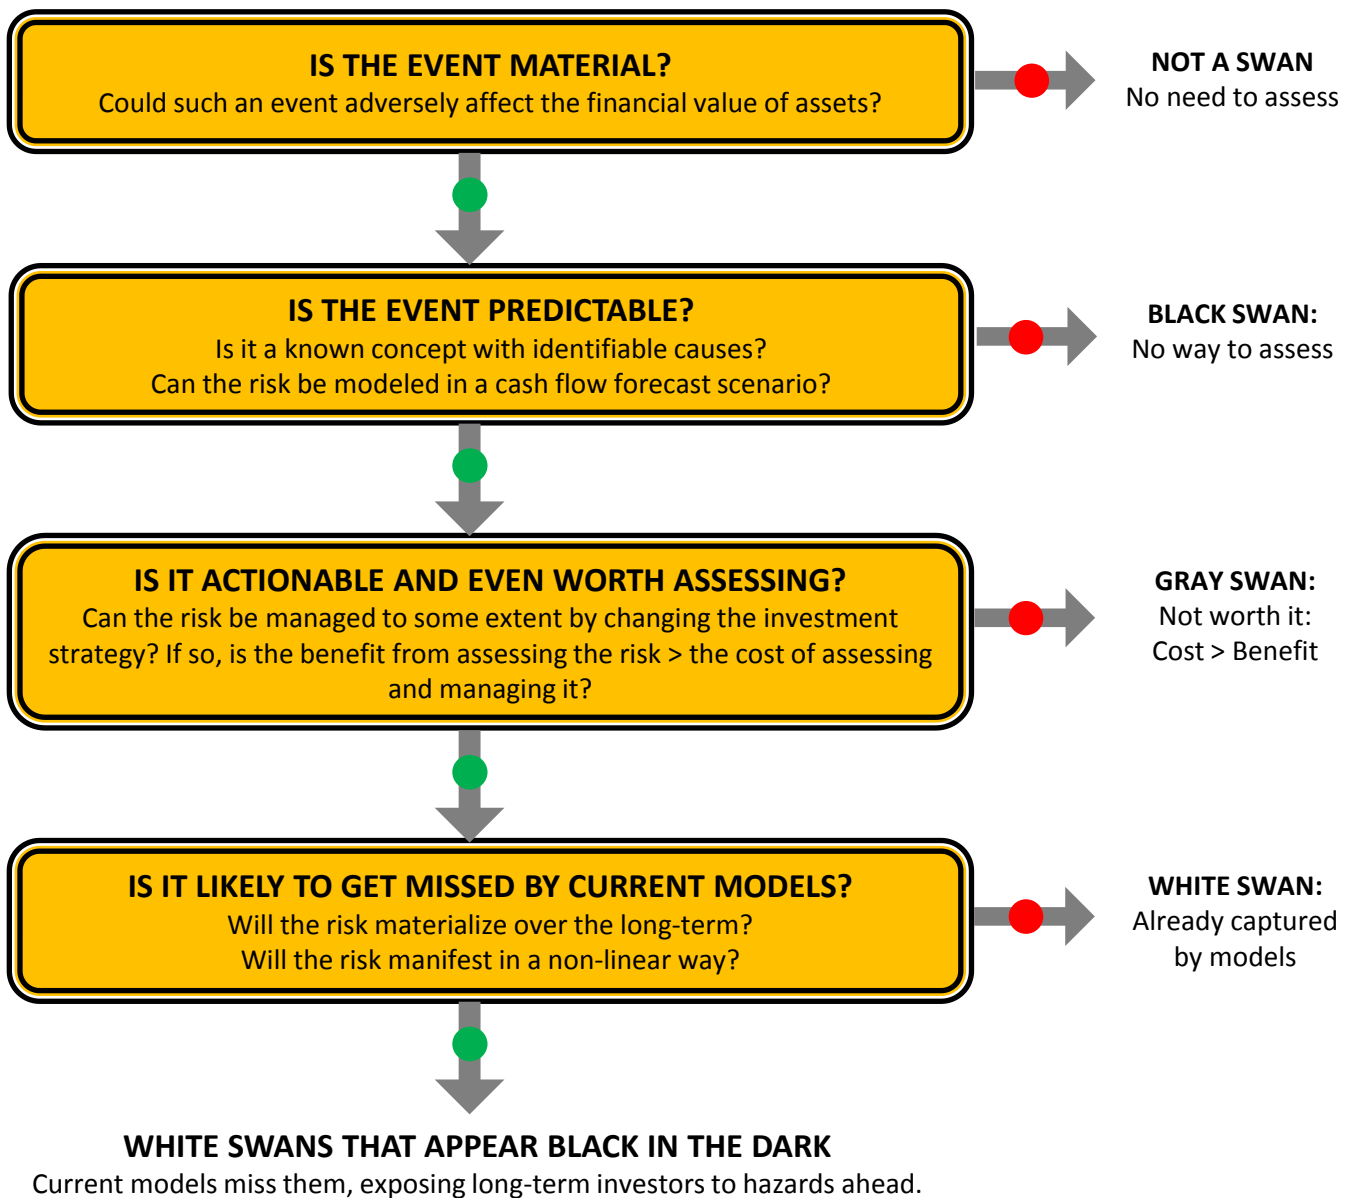 IS THE EVENT MATERIAL?
Could such an event adversely affect the financial value of assets?
NOT A SWAN
No need to assess
IS THE EVENT PREDICTABLE?
Is it a known concept with identifiable causes?
Can the risk be modeled in a cash flow forecast scenario?
BLACK SWAN:
No way to assess
IS IT ACTIONABLE AND EVEN WORTH ASSESSING?
Can the risk be managed to some extent by changing the investment
strategy? If so, is the benefit from assessing the risk > the cost of assessing
and managing it?
GRAY SWAN:
Not worth it:
Cost > Benefit
IS IT LIKELY TO GET MISSED BY CURRENT MODELS?
Will the risk materialize over the long-term?
Will the risk manifest in a non-linear way?
WHITE SWAN:
Already captured
by models
WHITE SWANS THAT APPEAR BLACK IN THE DARK
Current models miss them, exposing long-term investors to hazards ahead.